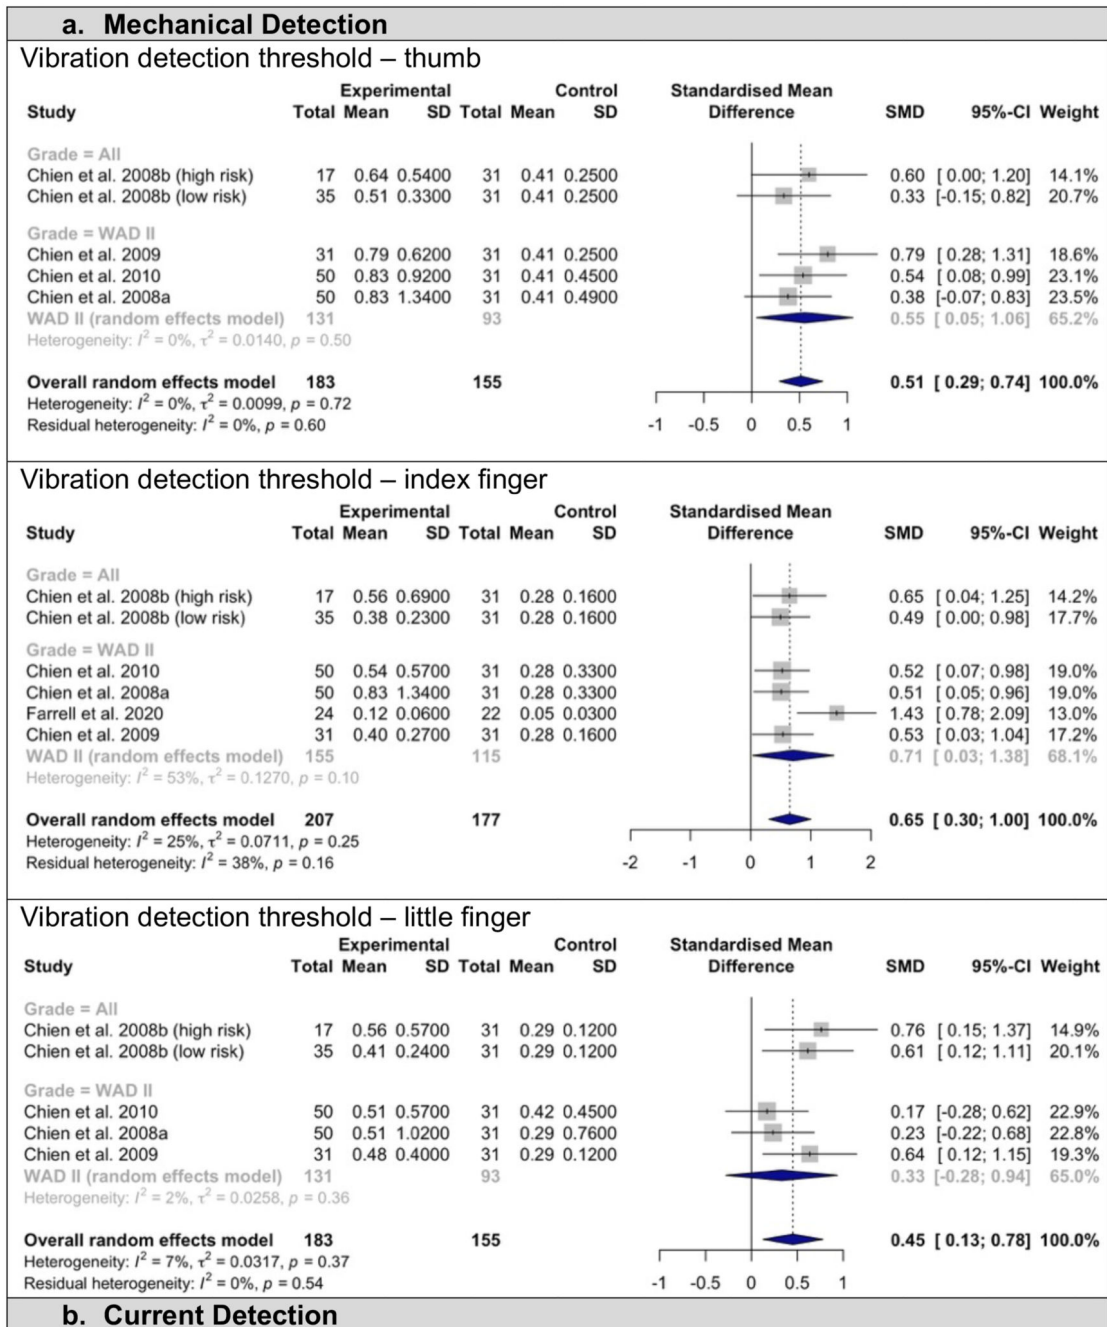 a. Mechanical Detection
Vibration detection threshold – thumb
Experimental Control Standardised Mean
Study Total Mean SD Total Mean SD Difference SMD 95%-CI Weight
Grade = All
Chien et al. 2008b (high risk) 17 0.64 0.5400 31 0.41 0.2500 0.60 [ 0.00; 1.20] 14.1%
Chien et al. 2008b (low risk) 35 0.51 0.3300 31 0.41 0.2500 0.33 [-0.15; 0.82] 20.7%
Grade = WAD II
Chien et al. 2009 31 0.79 0.6200 31 0.41 0.2500 0.79 [ 0.28; 1.31] 18.6%
Chien et al. 2010 50 0.83 0.9200 31 0.41 0.4500 0.54 [ 0.08; 0.99] 23.1%
Chien et al. 2008a 50 0.83 1.3400 31 0.41 0.4900 0.38 [-0.07; 0.83] 23.5%
WAD II (random effects model) 131 93 0.55 [ 0.05; 1.06] 65.2%
Heterogeneity: I² = 0%, τ² = 0.0140, p = 0.50
Overall random effects model 183 155 0.51 [ 0.29; 0.74] 100.0%
Heterogeneity: I² = 0%, τ² = 0.0099, p = 0.72
Residual heterogeneity: I² = 0%, p = 0.60
-1 -0.5 0 0.5 1
Vibration detection threshold – index finger
Experimental Control Standardised Mean
Study Total Mean SD Total Mean SD Difference SMD 95%-CI Weight
Grade = All
Chien et al. 2008b (high risk) 17 0.56 0.6900 31 0.28 0.1600 0.65 [ 0.04; 1.25] 14.2%
Chien et al. 2008b (low risk) 35 0.38 0.2300 31 0.28 0.1600 0.49 [ 0.00; 0.98] 17.7%
Grade = WAD II
Chien et al. 2010 50 0.54 0.5700 31 0.28 0.3300 0.52 [ 0.07; 0.98] 19.0%
Chien et al. 2008a 50 0.83 1.3400 31 0.28 0.3300 0.51 [ 0.05; 0.96] 19.0%
Farrell et al. 2020 24 0.12 0.0600 22 0.05 0.0300 1.43 [ 0.78; 2.09] 13.0%
Chien et al. 2009 31 0.40 0.2700 31 0.28 0.1600 0.53 [ 0.03; 1.04] 17.2%
WAD II (random effects model) 155 115 0.71 [ 0.03; 1.38] 68.1%
Heterogeneity: I² = 53%, τ² = 0.1270, p = 0.10
Overall random effects model 207 177 0.65 [ 0.30; 1.00] 100.0%
Heterogeneity: I² = 25%, τ² = 0.0711, p = 0.25
Residual heterogeneity: I² = 38%, p = 0.16
-2 -1 0 1 2
Vibration detection threshold – little finger
Experimental Control Standardised Mean
Study Total Mean SD Total Mean SD Difference SMD 95%-CI Weight
Grade = All
Chien et al. 2008b (high risk) 17 0.56 0.5700 31 0.29 0.1200 0.76 [ 0.15; 1.37] 14.9%
Chien et al. 2008b (low risk) 35 0.41 0.2400 31 0.29 0.1200 0.61 [ 0.12; 1.11] 20.1%
Grade = WAD II
Chien et al. 2010 50 0.51 0.5700 31 0.42 0.4500 0.17 [-0.28; 0.62] 22.9%
Chien et al. 2008a 50 0.51 1.0200 31 0.29 0.7600 0.23 [-0.22; 0.68] 22.8%
Chien et al. 2009 31 0.48 0.4000 31 0.29 0.1200 0.64 [ 0.12; 1.15] 19.3%
WAD II (random effects model) 131 93 0.33 [-0.28; 0.94] 65.0%
Heterogeneity: I² = 2%, τ² = 0.0258, p = 0.36
Overall random effects model 183 155 0.45 [ 0.13; 0.78] 100.0%
Heterogeneity: I² = 7%, τ² = 0.0317, p = 0.37
Residual heterogeneity: I² = 0%, p = 0.54
-1 -0.5 0 0.5 1
b. Current Detection